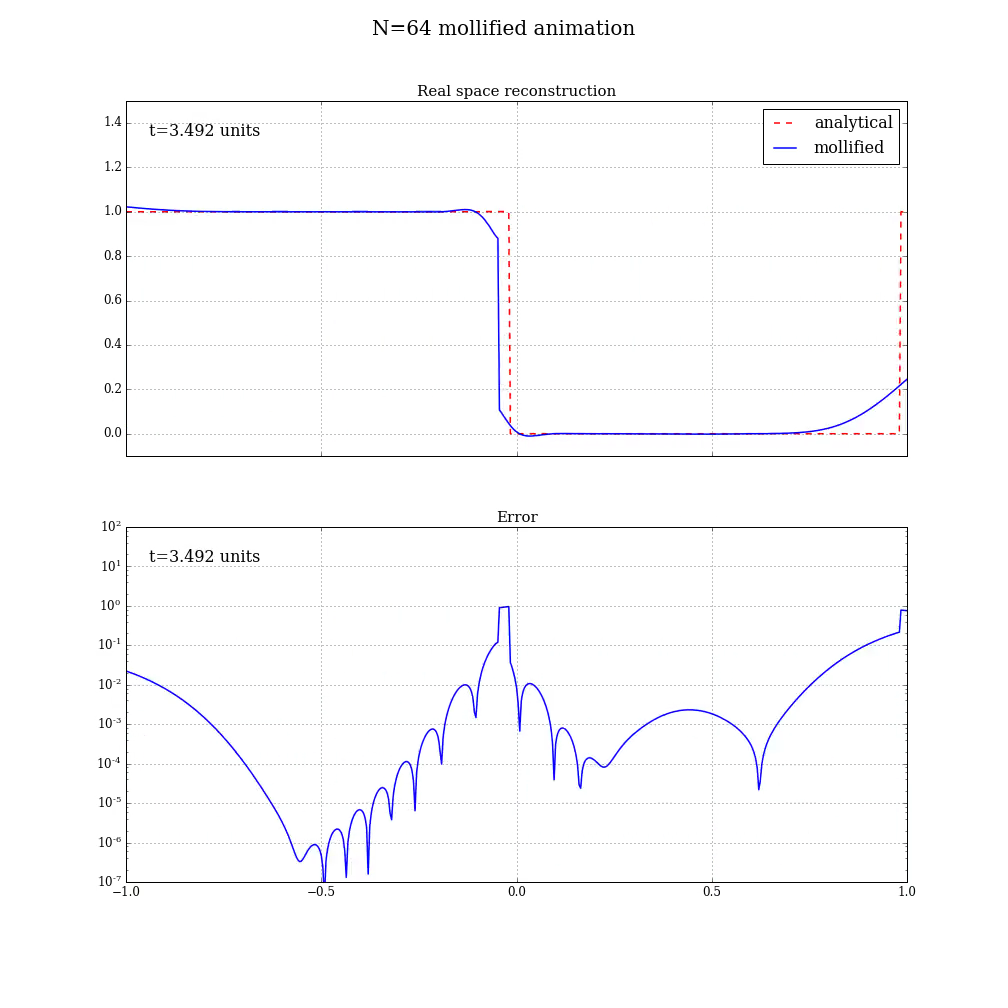 N=64 mollified animation
Real space reconstruction
t=3.492 units
analytical
mollified
1.4
1.2
1.0
0.8
0.6
0.4
0.2
0.0
Error
t=3.492 units
10²
10¹
10⁰
10⁻¹
10⁻²
10⁻³
10⁻⁴
10⁻⁵
10⁻⁶
10⁻⁷
−1.0 −0.5 0.0 0.5 1.0